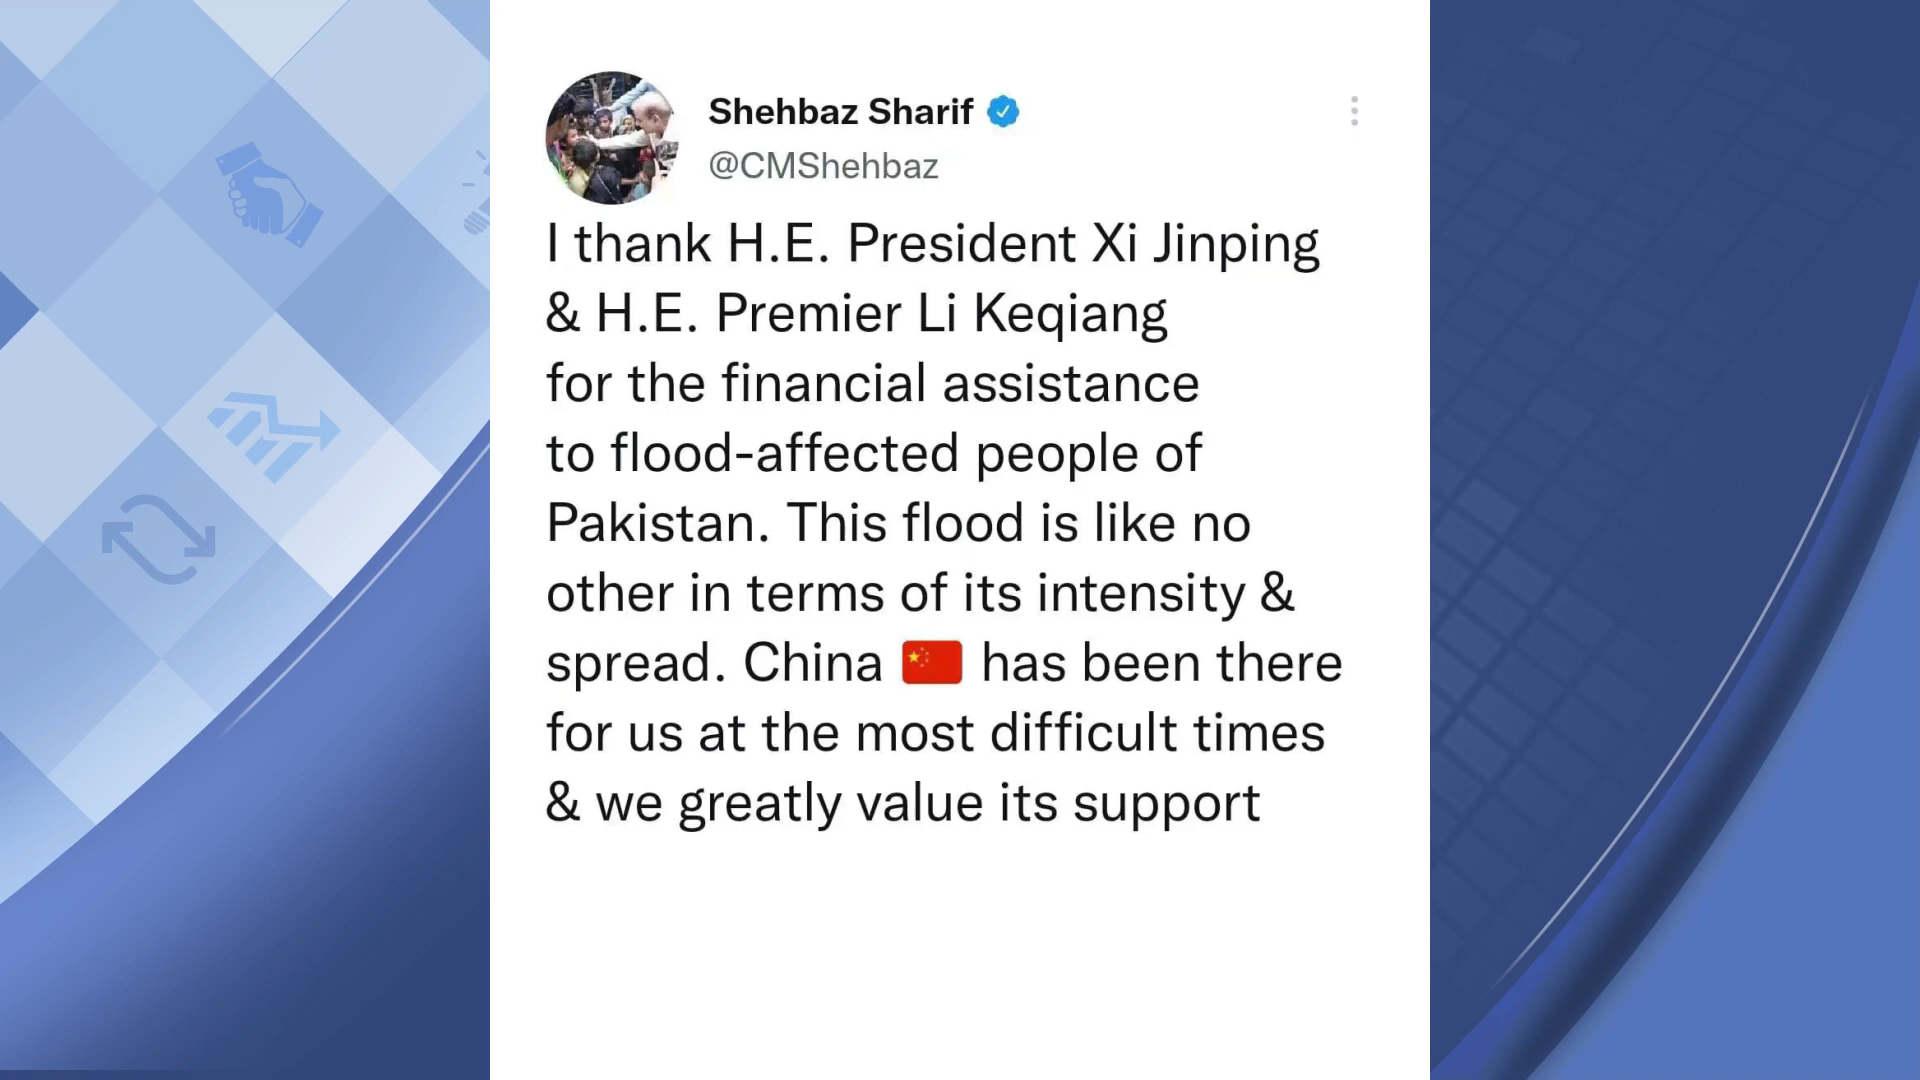 Shehbaz Sharif
@CMShehbaz
I thank H.E. President Xi Jinping
& H.E. Premier Li Keqiang
for the financial assistance
to flood-affected people of
Pakistan. This flood is like no
other in terms of its intensity &
spread. China 🇨🇳 has been there
for us at the most difficult times
& we greatly value its support